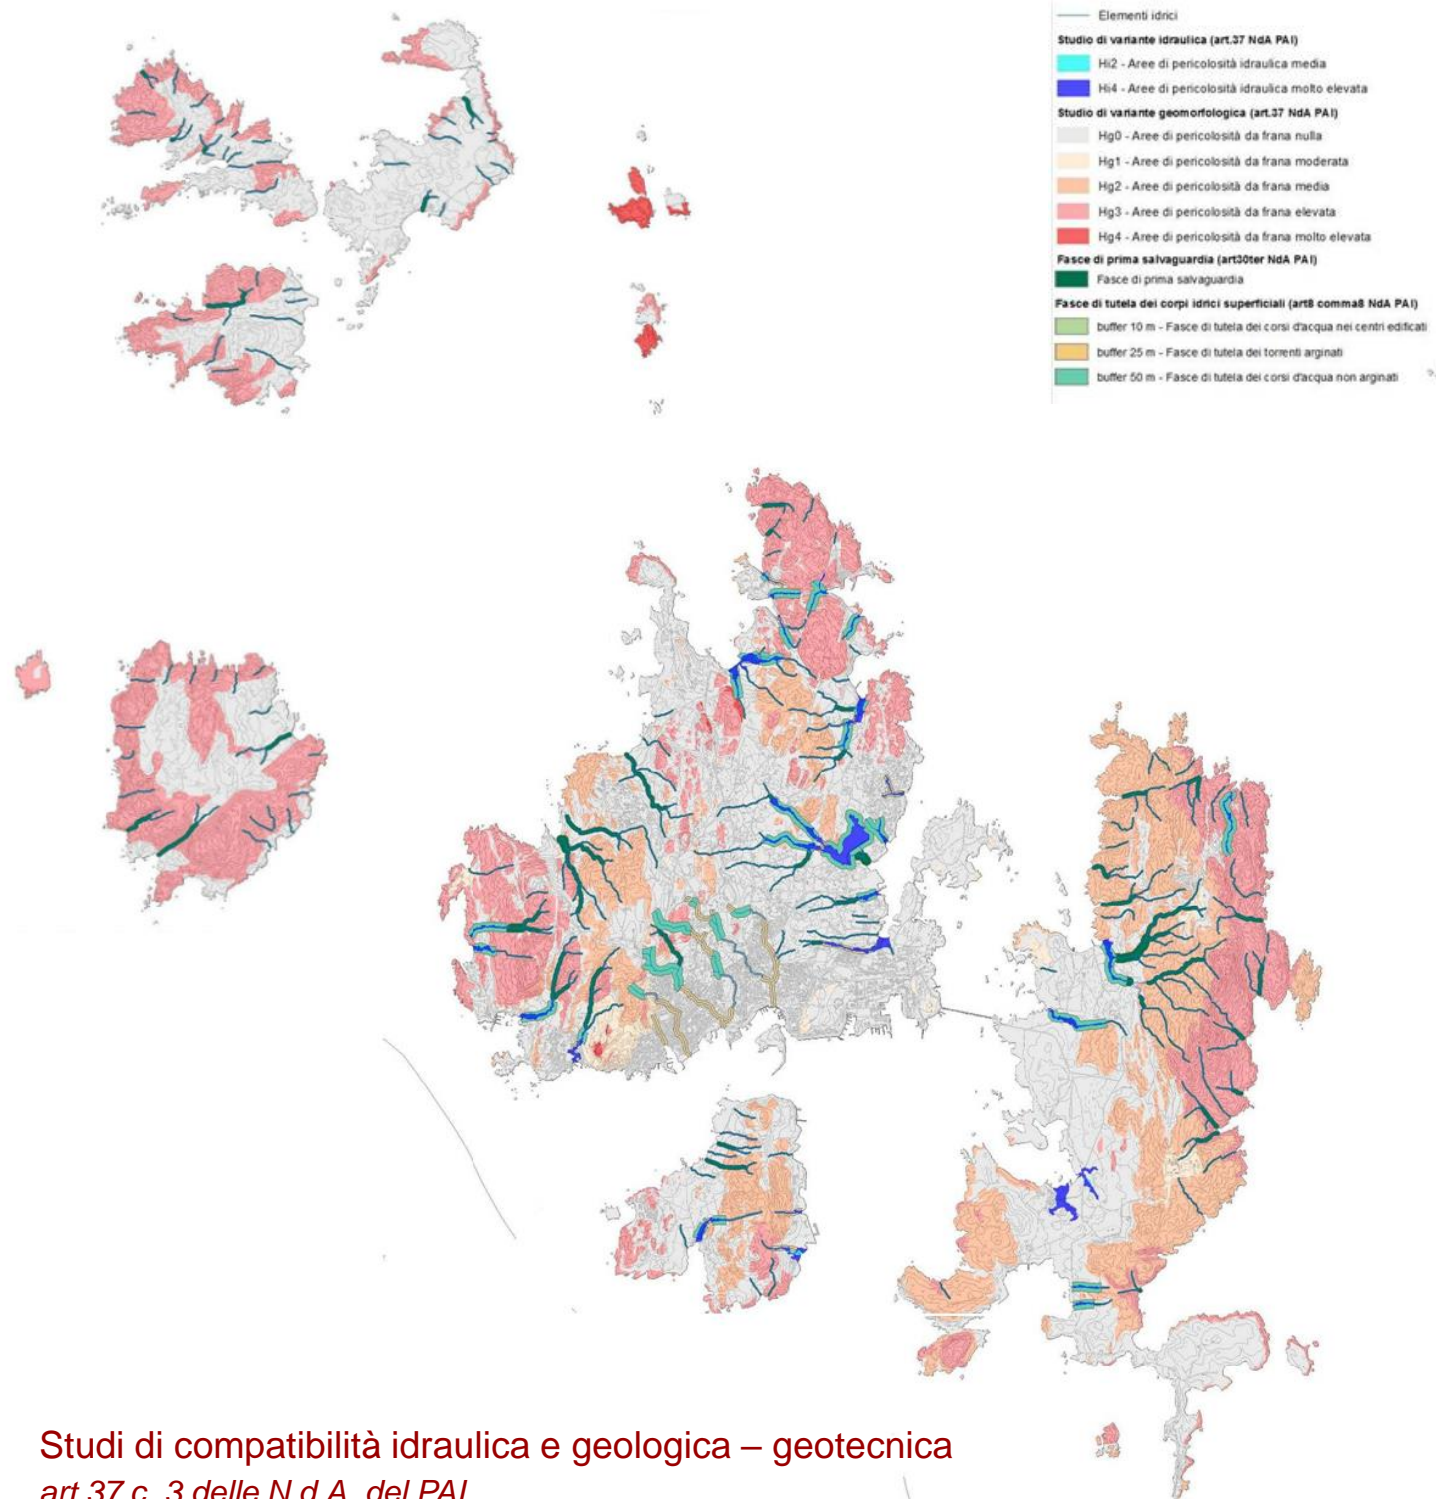 Elementi idrici
Studio di variante idraulica (art.37 NdA PAI)
Hi2 - Aree di pericolosità idraulica media
Hi4 - Aree di pericolosità idraulica molto elevata
Studio di variante geomorfologica (art.37 NdA PAI)
Hg0 - Aree di pericolosità da frana nulla
Hg1 - Aree di pericolosità da frana moderata
Hg2 - Aree di pericolosità da frana media
Hg3 - Aree di pericolosità da frana elevata
Hg4 - Aree di pericolosità da frana molto elevata
Fasce di prima salvaguardia (art30ter NdA PAI)
Fasce di prima salvaguardia
Fasce di tutela dei corpi idrici superficiali (art8 comma8 NdA PAI)
buffer 10 m - Fasce di tutela dei corsi d'acqua nei centri edificati
buffer 25 m - Fasce di tutela dei torrenti arginati
buffer 50 m - Fasce di tutela dei corsi d'acqua non arginati
Studi di compatibilità idraulica e geologica – geotecnica
art 37 c. 3 delle N.d.A. del PAI